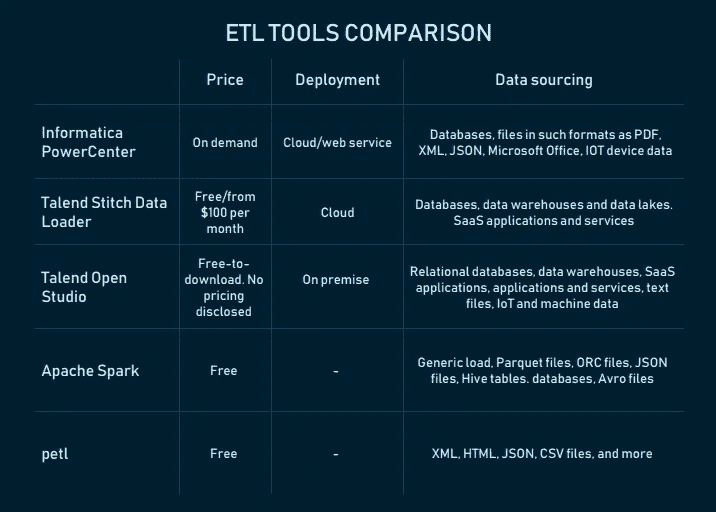 ETL TOOLS COMPARISON
Price
Deployment
Data sourcing
Informatica
PowerCenter
On demand
Cloud/web service
Databases, files in such formats as PDF,
XML, JSON, Microsoft Office, IOT device data
Talend Stitch Data
Loader
Free/from
$100 per
month
Cloud
Databases, data warehouses and data lakes.
SaaS applications and services
Talend Open
Studio
Free-to-
download. No
pricing
disclosed
On premise
Relational databases, data warehouses, SaaS
applications, applications and services, text
files, IoT and machine data
Apache Spark
Free
-
Generic load, Parquet files, ORC files, JSON
files, Hive tables. databases, Avro files
petl
Free
-
XML, HTML, JSON, CSV files, and more